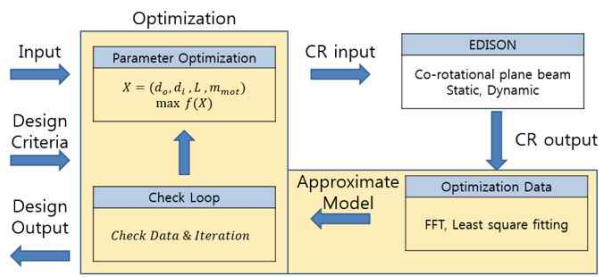 Optimization
Input
Parameter Optimization
X = (d_o, d_i, L, m_mot)
max f(X)
CR input
EDISON
Co-rotational plane beam
Static, Dynamic
Design
Criteria
CR output
Design
Output
Check Loop
Check Data & Iteration
Approximate
Model
Optimization Data
FFT, Least square fitting